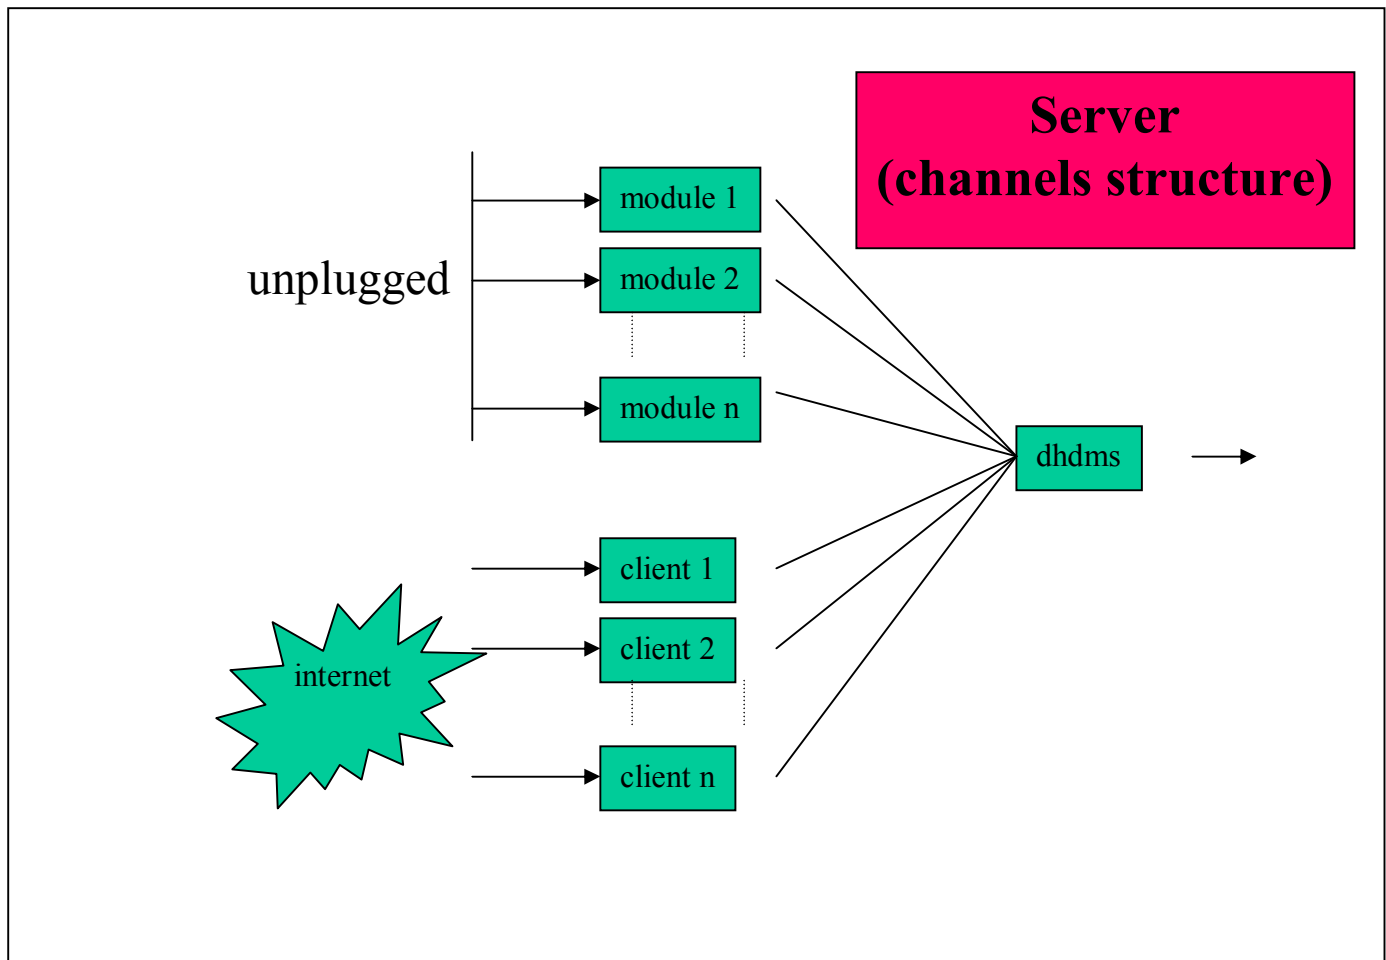 Server
(channels structure)
module 1
unplugged
module 2
module n
dhdms
client 1
client 2
internet
client n